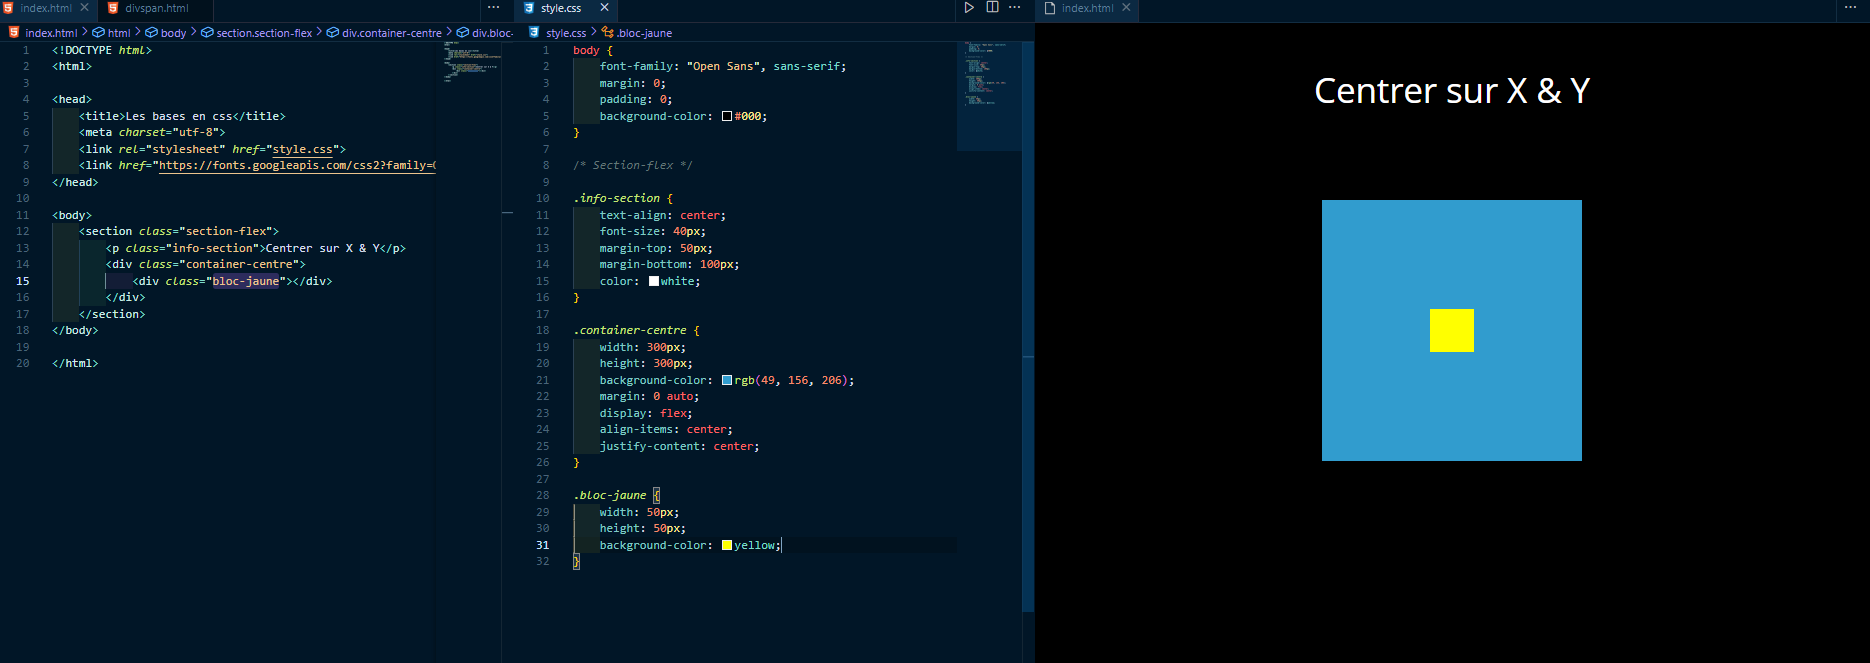 index.html
divspan.html
style.css
index.html
index.html > html > body > section.section-flex > div.container-centre > div.bloc-
style.css > .bloc-jaune
1 <!DOCTYPE html>
2 <html>
3
4 <head>
5 <title>Les bases en css</title>
6 <meta charset="utf-8">
7 <link rel="stylesheet" href="style.css">
8 <link href="https://fonts.googleapis.com/css2?family=O
9 </head>
10
11 <body>
12 <section class="section-flex">
13 <p class="info-section">Centrer sur X & Y</p>
14 <div class="container-centre">
15 <div class="bloc-jaune"></div>
16 </div>
17 </section>
18 </body>
19
20 </html>
1 body {
2 font-family: "Open Sans", sans-serif;
3 margin: 0;
4 padding: 0;
5 background-color: #000;
6 }
7
8 /* Section-flex */
9
10 .info-section {
11 text-align: center;
12 font-size: 40px;
13 margin-top: 50px;
14 margin-bottom: 100px;
15 color: white;
16 }
17
18 .container-centre {
19 width: 300px;
20 height: 300px;
21 background-color: rgb(49, 156, 206);
22 margin: 0 auto;
23 display: flex;
24 align-items: center;
25 justify-content: center;
26 }
27
28 .bloc-jaune {
29 width: 50px;
30 height: 50px;
31 background-color: yellow;
32 }
Centrer sur X & Y